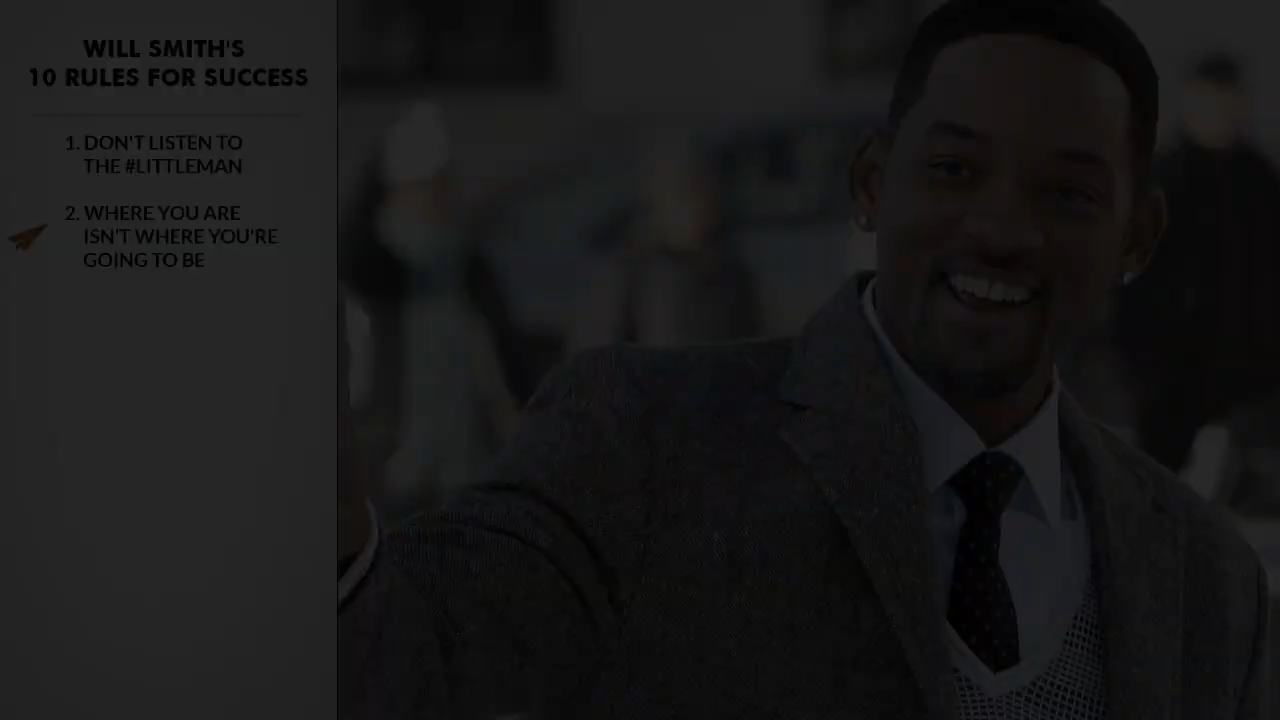 WILL SMITH'S
10 RULES FOR SUCCESS
1. DON'T LISTEN TO
THE #LITTLEMAN
2. WHERE YOU ARE
ISN'T WHERE YOU'RE
GOING TO BE